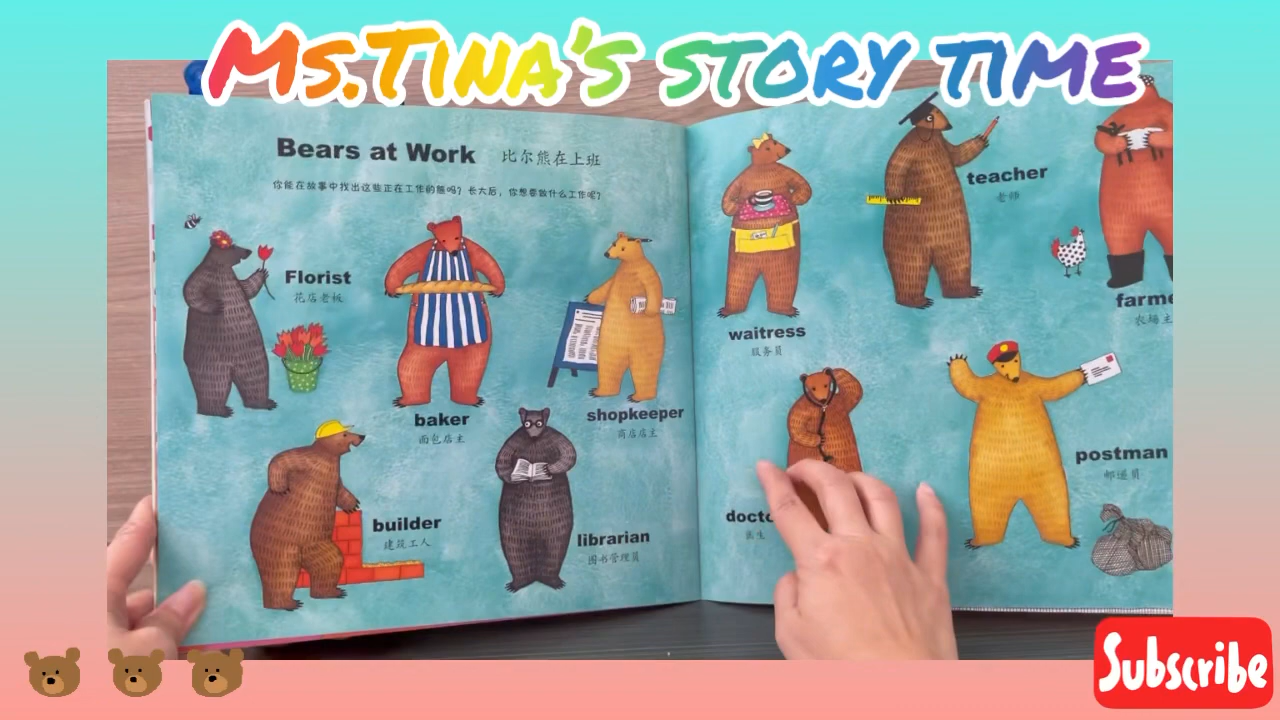 Ms.Tina's story time
Bears at Work 比尔熊在上班
你能在故事中找出这些正在工作的熊吗？长大后，你想要做什么工作呢？
Florist
花店老板
baker
面包店主
shopkeeper
商店店主
builder
建筑工人
librarian
图书管理员
waitress
服务员
teacher
老师
farme
农场主
docto
医生
postman
邮递员
Subscribe